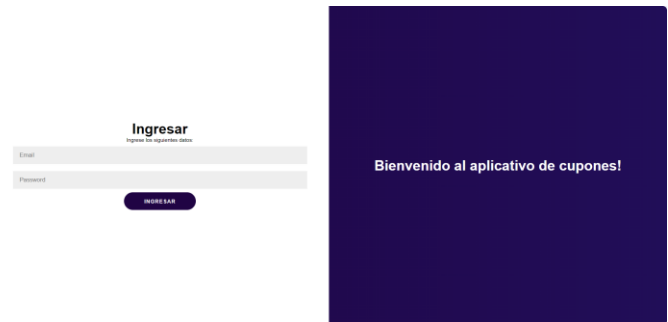 Ingresar
Ingrese los siguientes datos
Email
Password
INGRESAR
Bienvenido al aplicativo de cupones!